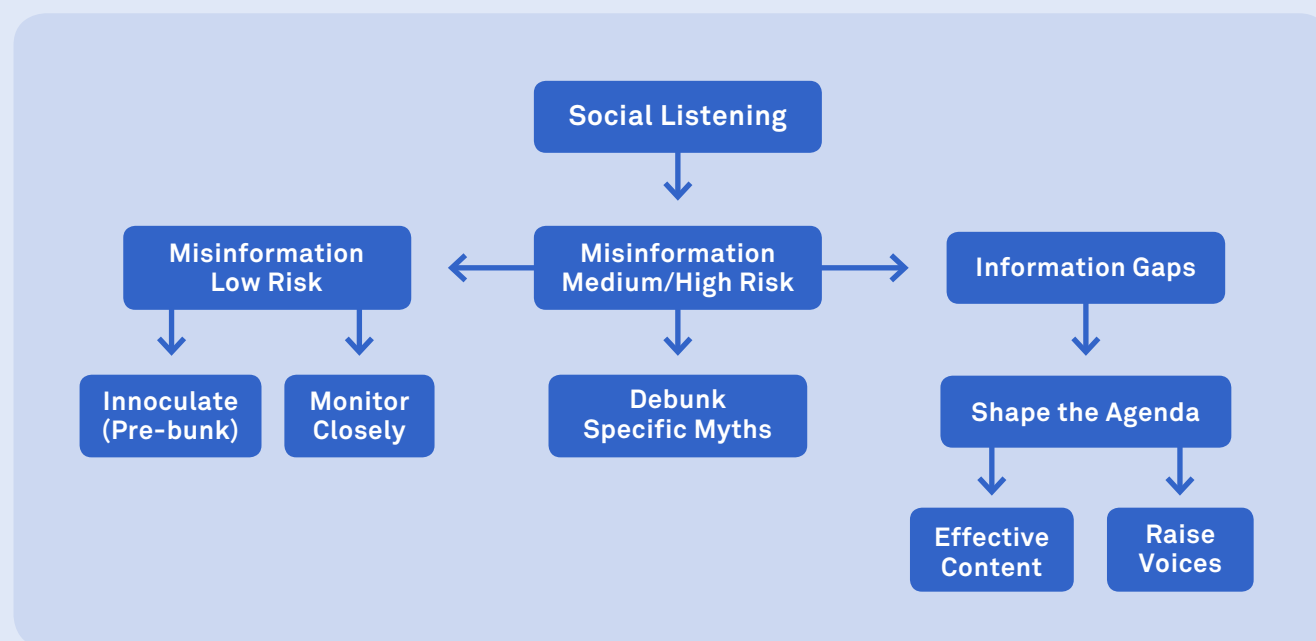 Social Listening
Misinformation
Low Risk
Misinformation
Medium/High Risk
Information Gaps
Innoculate
(Pre-bunk)
Monitor
Closely
Debunk
Specific Myths
Shape the Agenda
Effective
Content
Raise
Voices